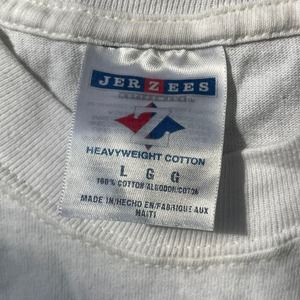 JERZEES
HEAVYWEIGHT COTTON
L G G
100% COTTON/ALGODON/COTON
MADE IN/HECHO EN/FABRIQUE AUX
HAITI